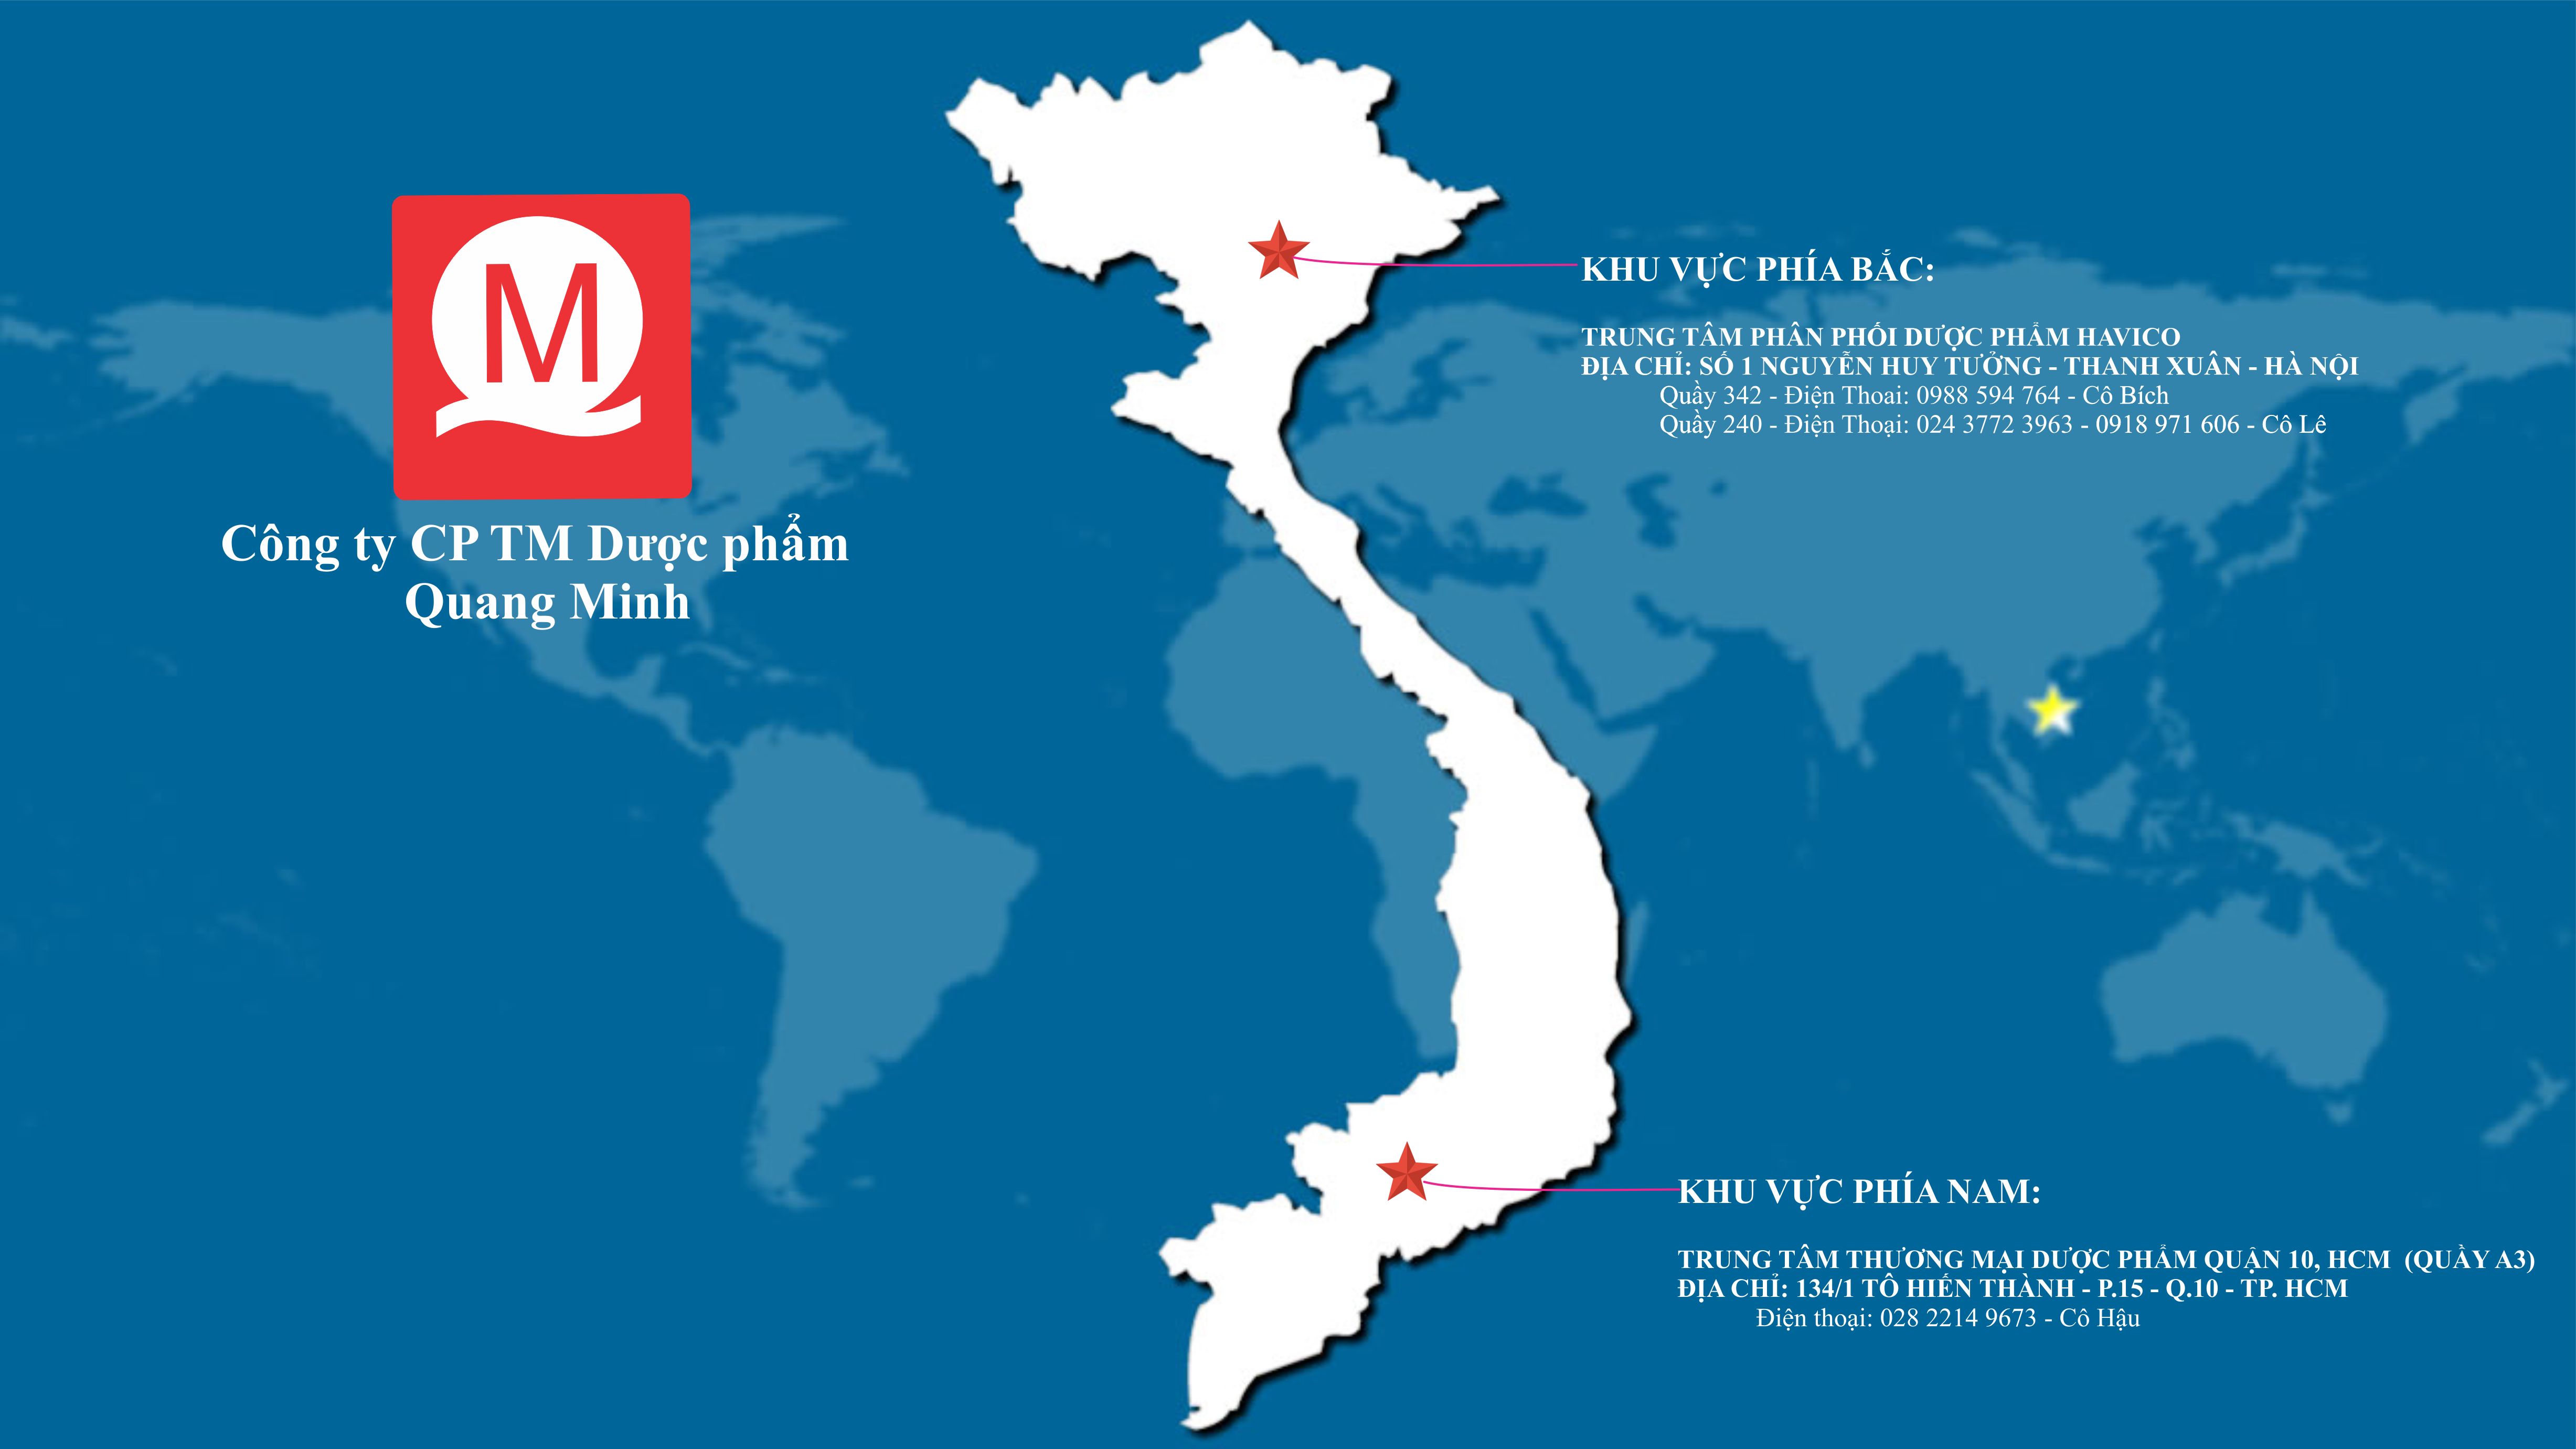 M
Công ty CP TM Dược phẩm
Quang Minh
KHU VỰC PHÍA BẮC:
TRUNG TÂM PHÂN PHỐI DƯỢC PHẨM HAVICO
ĐỊA CHỈ: SỐ 1 NGUYỄN HUY TƯỞNG - THANH XUÂN - HÀ NỘI
Quầy 342 - Điện Thoai: 0988 594 764 - Cô Bích
Quầy 240 - Điện Thoại: 024 3772 3963 - 0918 971 606 - Cô Lê
KHU VỰC PHÍA NAM:
TRUNG TÂM THƯƠNG MẠI DƯỢC PHẨM QUẬN 10, HCM (QUẦY A3)
ĐỊA CHỈ: 134/1 TÔ HIẾN THÀNH - P.15 - Q.10 - TP. HCM
Điện thoại: 028 2214 9673 - Cô Hậu